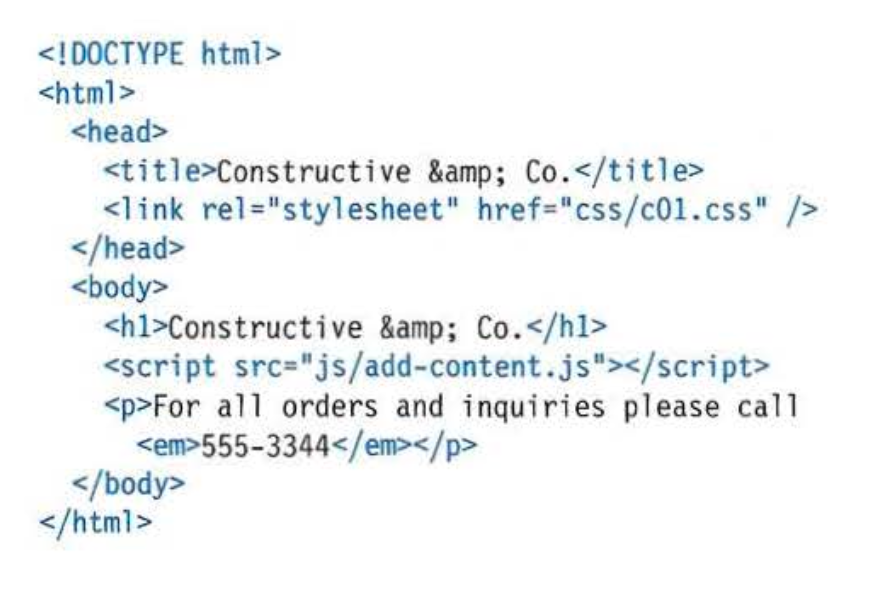 <!DOCTYPE html>
<html>
  <head>
    <title>Constructive &amp; Co.</title>
    <link rel="stylesheet" href="css/c01.css" />
  </head>
  <body>
    <h1>Constructive &amp; Co.</h1>
    <script src="js/add-content.js"></script>
    <p>For all orders and inquiries please call
      <em>555-3344</em></p>
  </body>
</html>